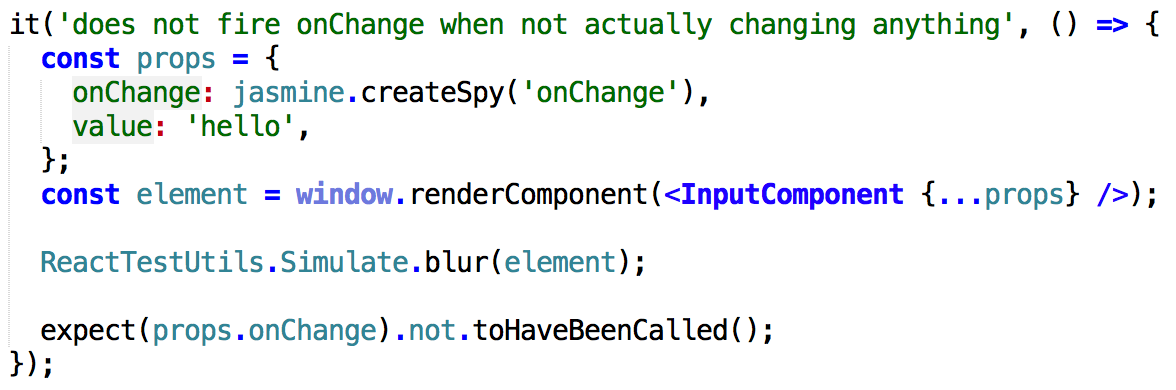 it('does not fire onChange when not actually changing anything', () => {
  const props = {
    onChange: jasmine.createSpy('onChange'),
    value: 'hello',
  };
  const element = window.renderComponent(<InputComponent {...props} />);

  ReactTestUtils.Simulate.blur(element);

  expect(props.onChange).not.toHaveBeenCalled();
});